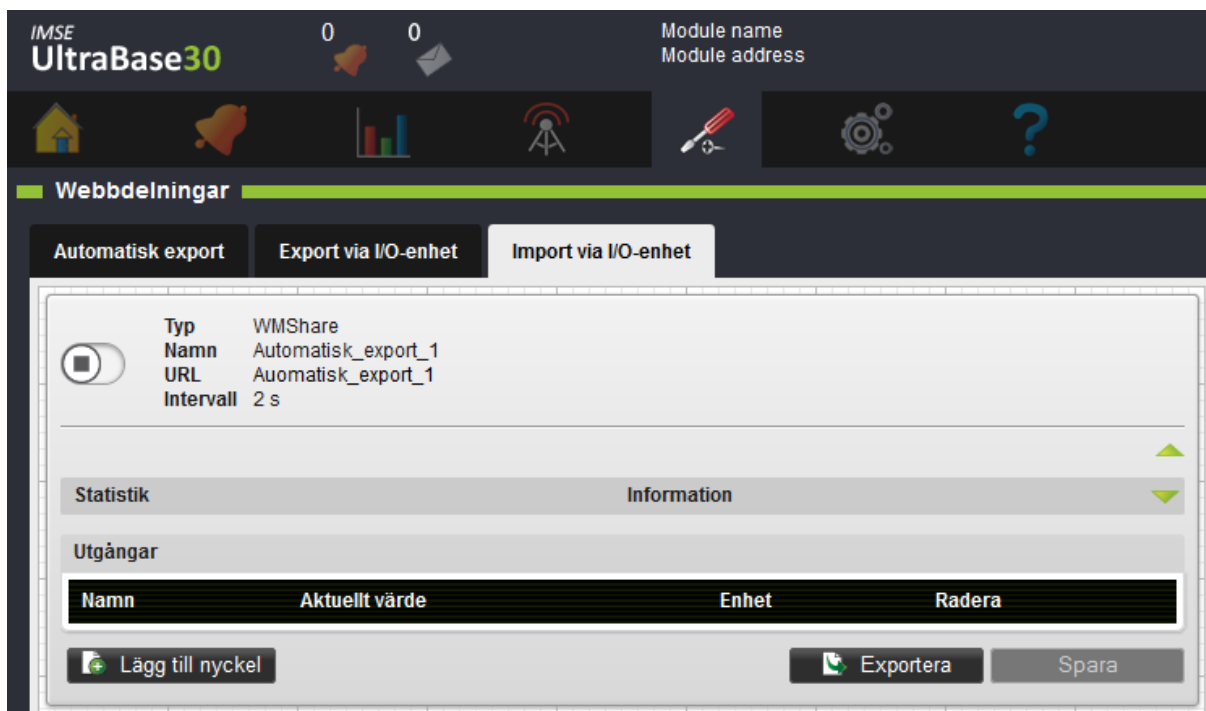 IMSE
UltraBase30
0
0
Module name
Module address
Webbdelningar
Automatisk export
Export via I/O-enhet
Import via I/O-enhet
Typ WMShare
Namn Automatisk_export_1
URL Auomatisk_export_1
Intervall 2 s
Statistik Information
Utgångar
Namn Aktuellt värde Enhet Radera
Lägg till nyckel Exportera Spara